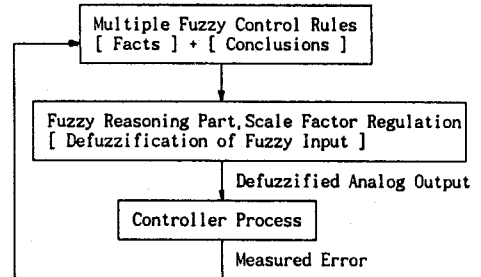 Multiple Fuzzy Control Rules
[ Facts ] + [ Conclusions ]
Fuzzy Reasoning Part, Scale Factor Regulation
[ Defuzzification of Fuzzy Input ]
Defuzzified Analog Output
Controller Process
Measured Error